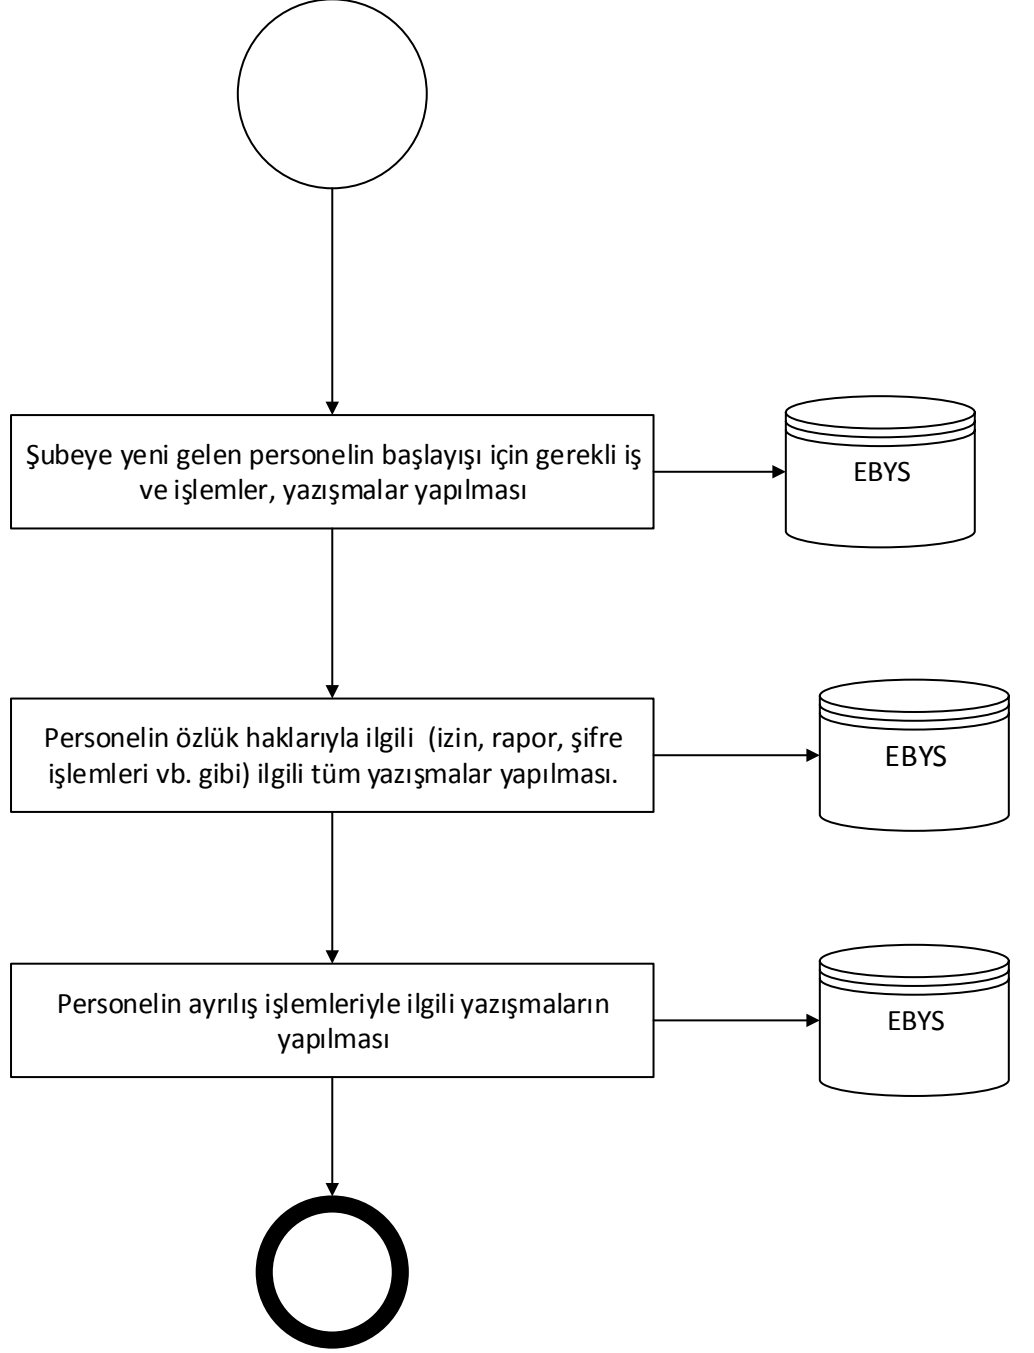 Şubeye yeni gelen personelin başlayışı için gerekli iş
ve işlemler, yazışmalar yapılması
EBYS
Personelin özlük haklarıyla ilgili  (izin, rapor, şifre
işlemleri vb. gibi) ilgili tüm yazışmalar yapılması.
EBYS
Personelin ayrılış işlemleriyle ilgili yazışmaların
yapılması
EBYS